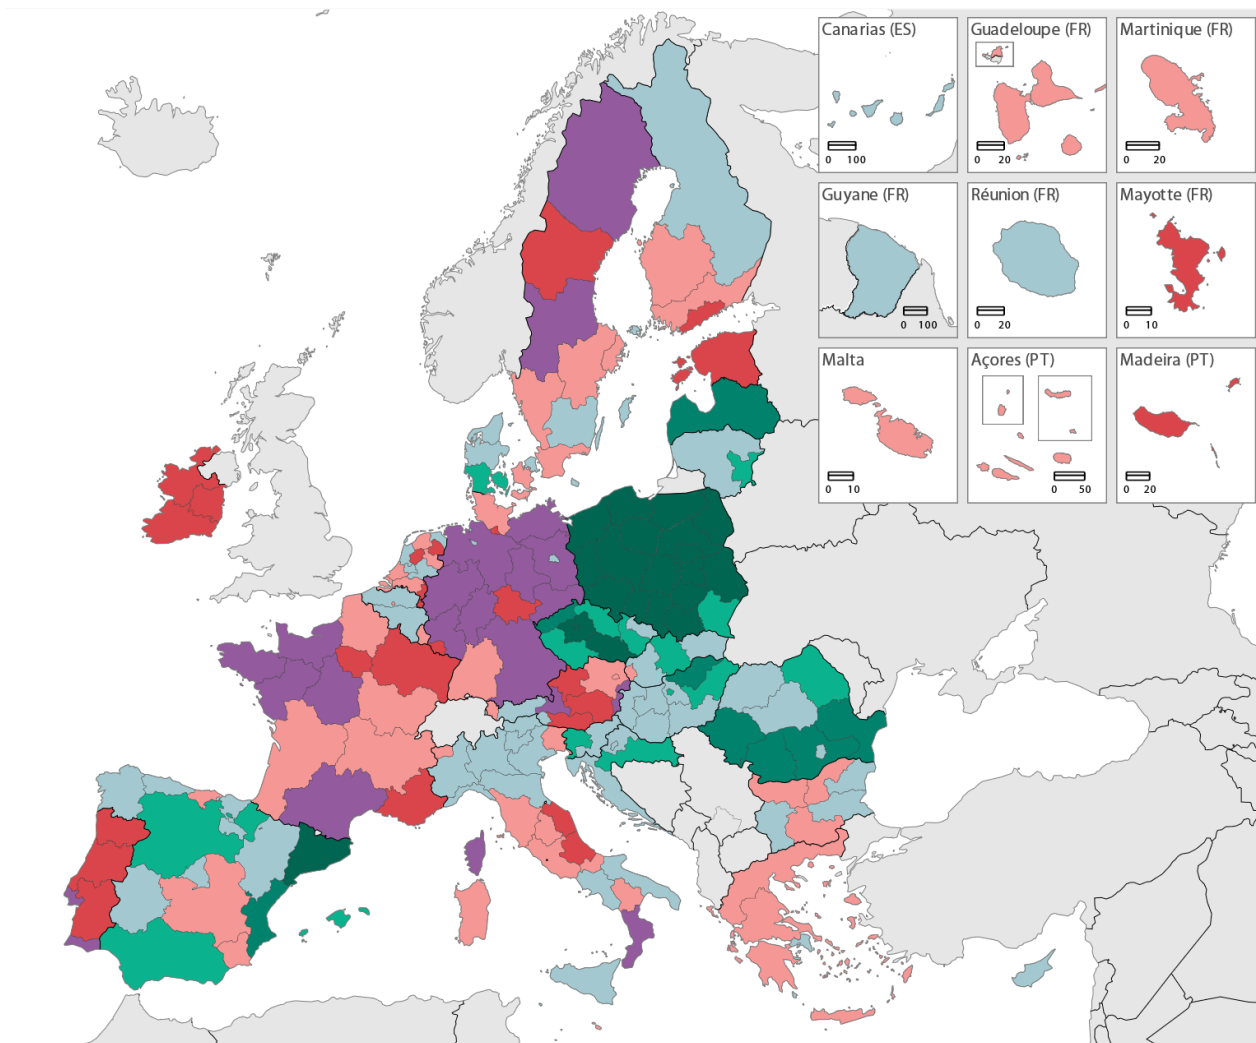 Canarias (ES)
0 100
Guadeloupe (FR)
0 20
Martinique (FR)
0 20
Guyane (FR)
0 100
Réunion (FR)
0 20
Mayotte (FR)
0 10
Malta
0 10
Açores (PT)
0 50
Madeira (PT)
0 20